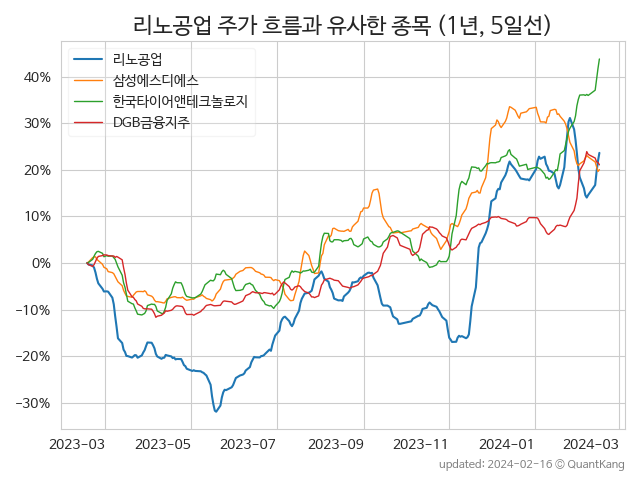 리노공업 주가 흐름과 유사한 종목 (1년, 5일선)
리노공업
삼성에스디에스
한국타이어앤테크놀로지
DGB금융지주
40%
30%
20%
10%
0%
−10%
−20%
−30%
2023-03 2023-05 2023-07 2023-09 2023-11 2024-01 2024-03
updated: 2024-02-16 © QuantKang